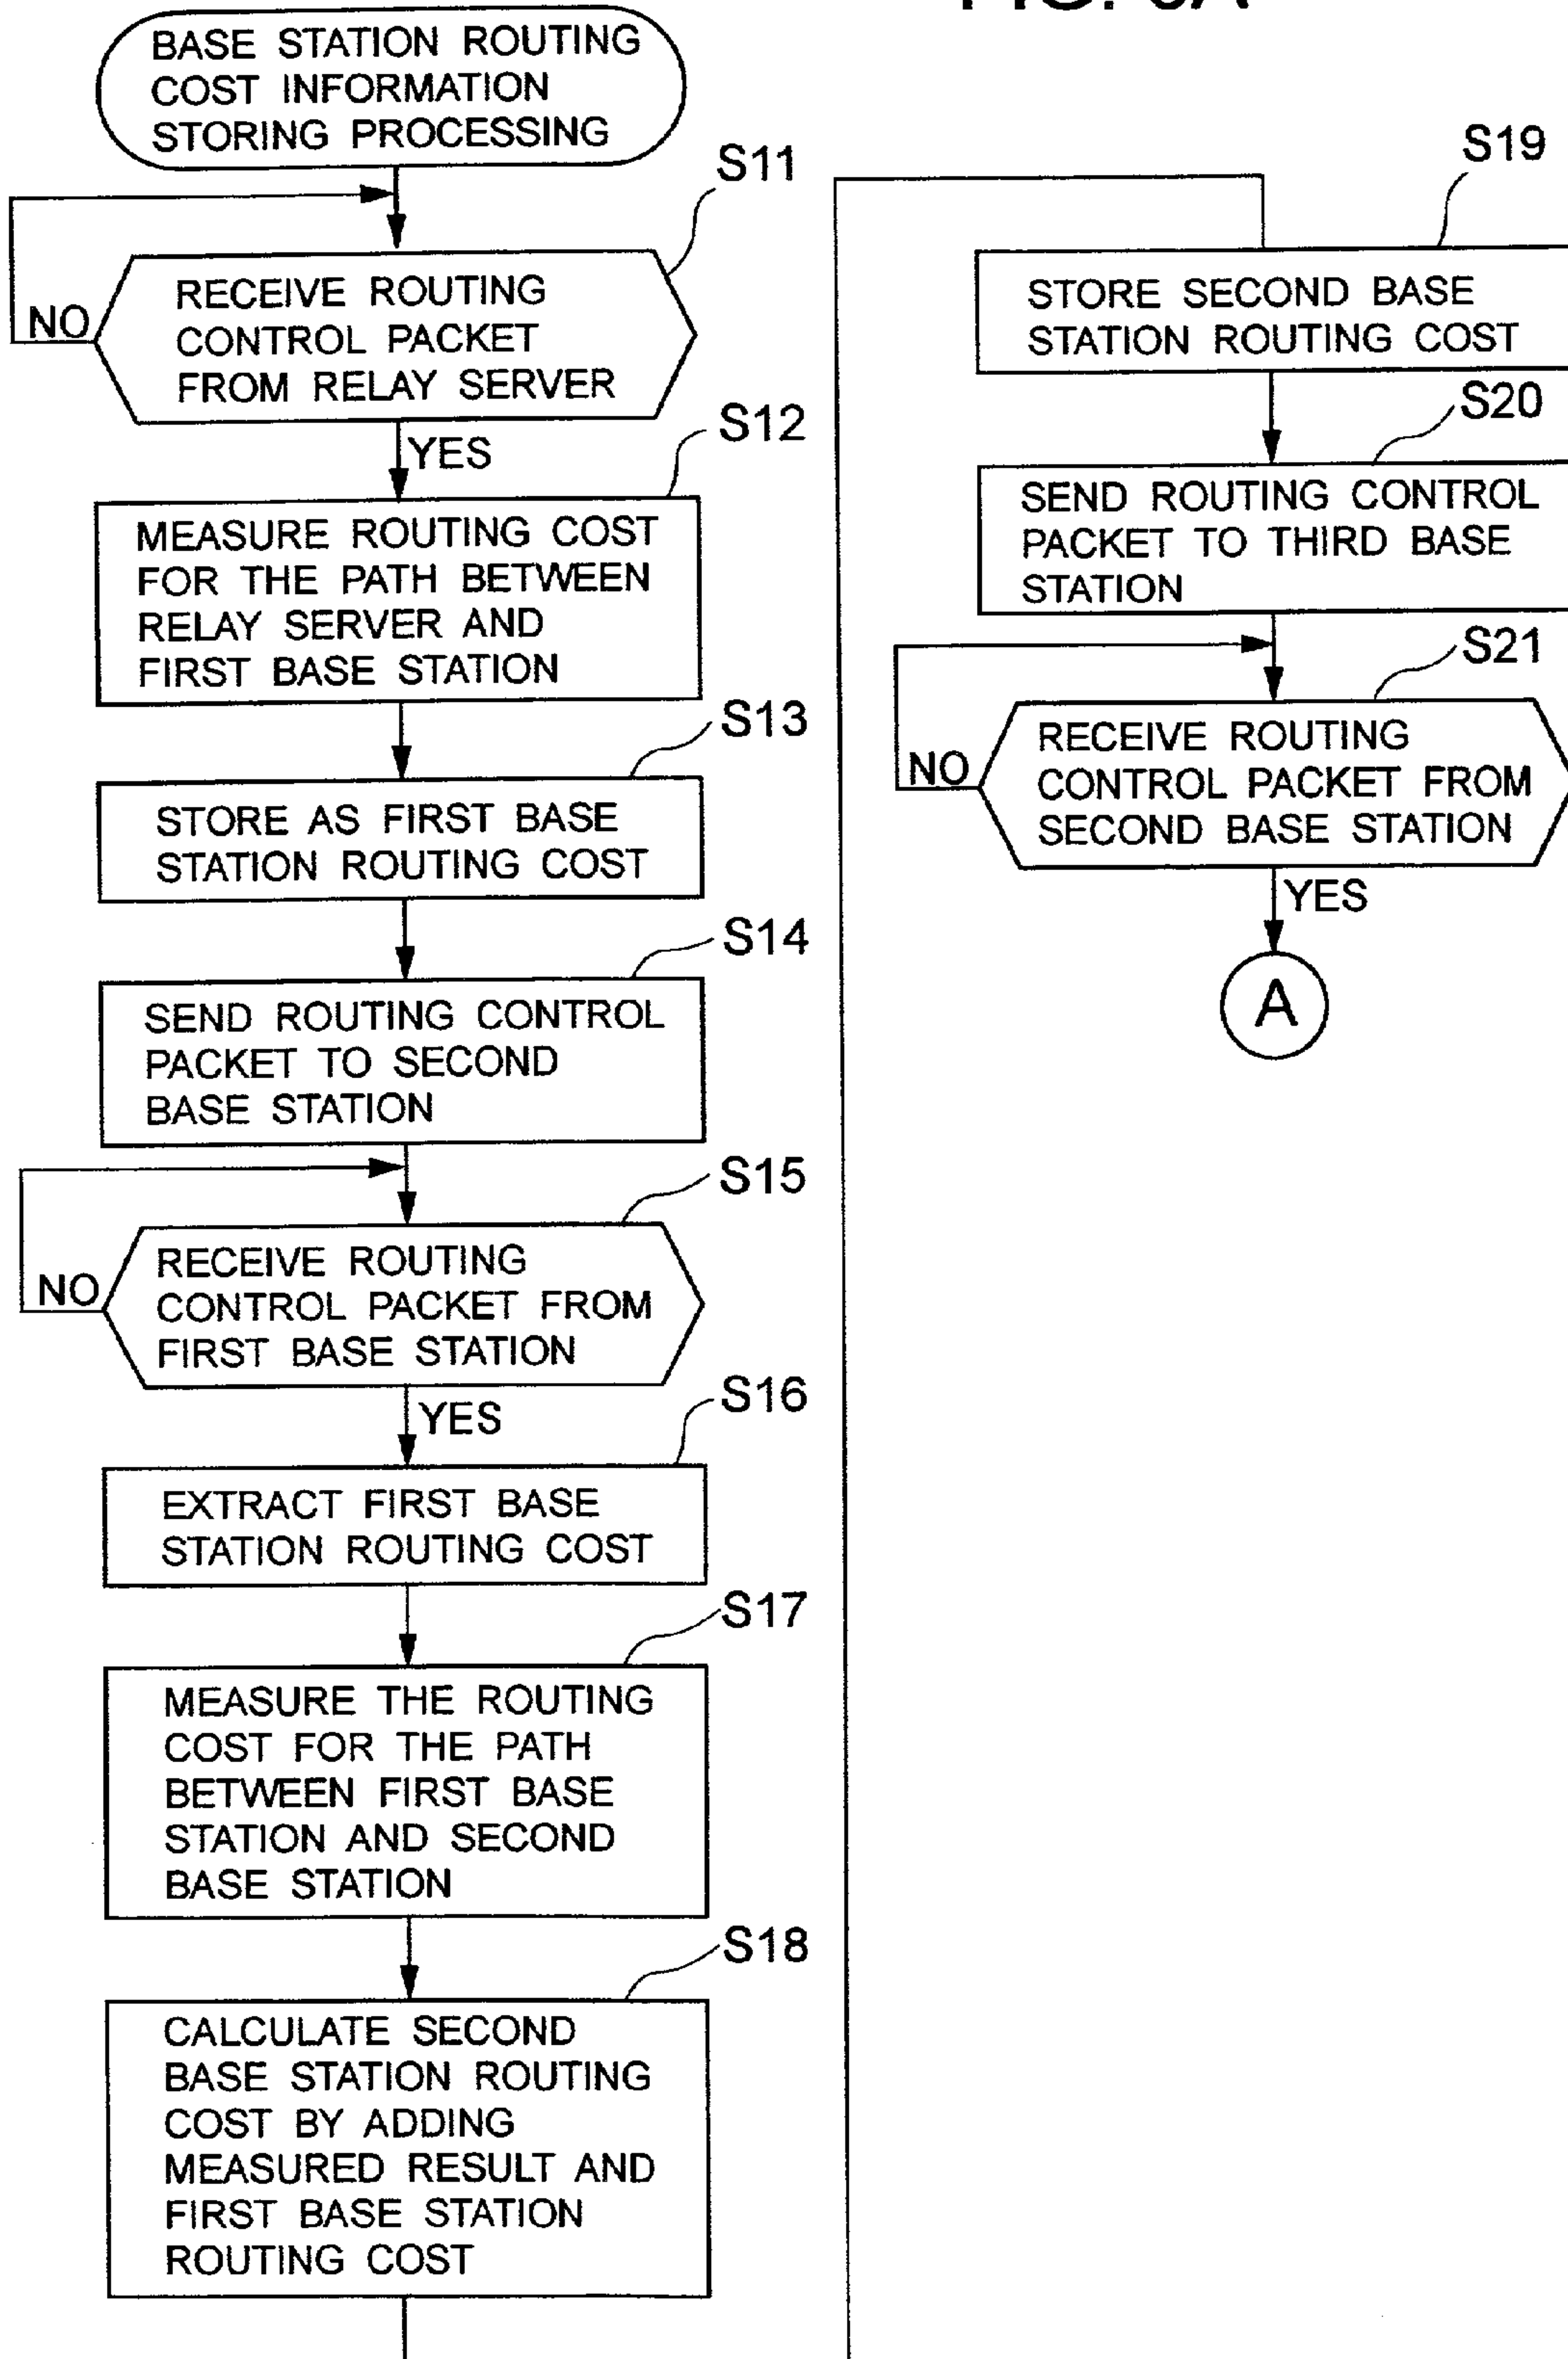 FIG.
BASE STATION ROUTING
COST INFORMATION
STORING PROCESSING
S11
RECEIVE ROUTING
CONTROL PACKET
FROM RELAY SERVER
NO
YES
S12
MEASURE ROUTING COST
FOR THE PATH BETWEEN
RELAY SERVER AND
FIRST BASE STATION
S13
STORE AS FIRST BASE
STATION ROUTING COST
S14
SEND ROUTING CONTROL
PACKET TO SECOND
BASE STATION
S15
RECEIVE ROUTING
CONTROL PACKET FROM
FIRST BASE STATION
NO
YES
S16
EXTRACT FIRST BASE
STATION ROUTING COST
S17
MEASURE THE ROUTING
COST FOR THE PATH
BETWEEN FIRST BASE
STATION AND SECOND
BASE STATION
S18
CALCULATE SECOND
BASE STATION ROUTING
COST BY ADDING
MEASURED RESULT AND
FIRST BASE STATION
ROUTING COST
S19
STORE SECOND BASE
STATION ROUTING COST
S20
SEND ROUTING CONTROL
PACKET TO THIRD BASE
STATION
S21
RECEIVE ROUTING
CONTROL PACKET FROM
SECOND BASE STATION
NO
YES
A